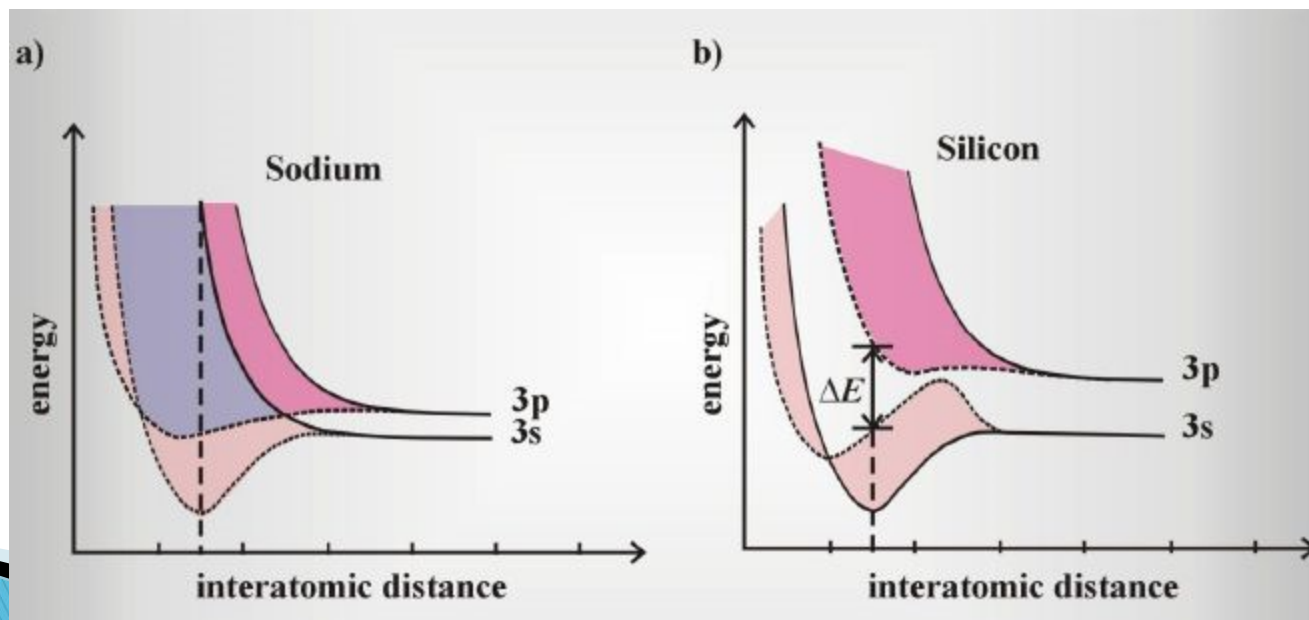 a)
Sodium
energy
3p
3s
interatomic distance
b)
Silicon
energy
ΔE
3p
3s
interatomic distance